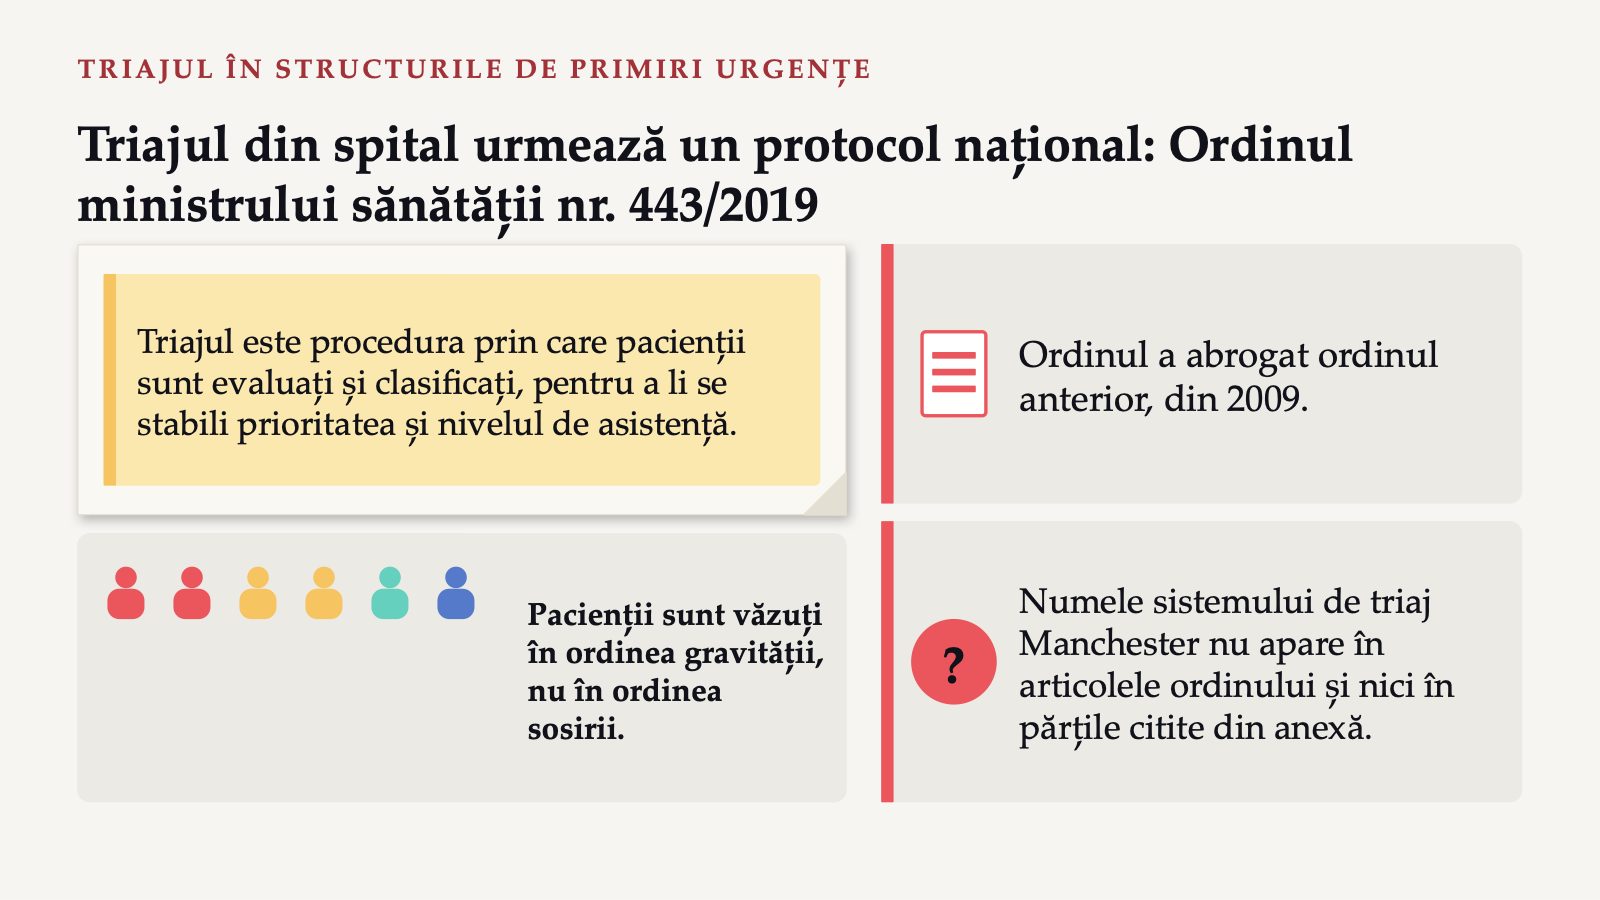 TRIAJUL ÎN STRUCTURILE DE PRIMIRI URGENȚE
Triajul din spital urmează un protocol național: Ordinul
ministrului sănătății nr. 443/2019
Triajul este procedura prin care pacienții
sunt evaluați și clasificați, pentru a li se
stabili prioritatea și nivelul de asistență.
Pacienții sunt văzuți
în ordinea gravității,
nu în ordinea
sosirii.
Ordinul a abrogat ordinul
anterior, din 2009.
?
Numele sistemului de triaj
Manchester nu apare în
articolele ordinului și nici în
părțile citite din anexă.